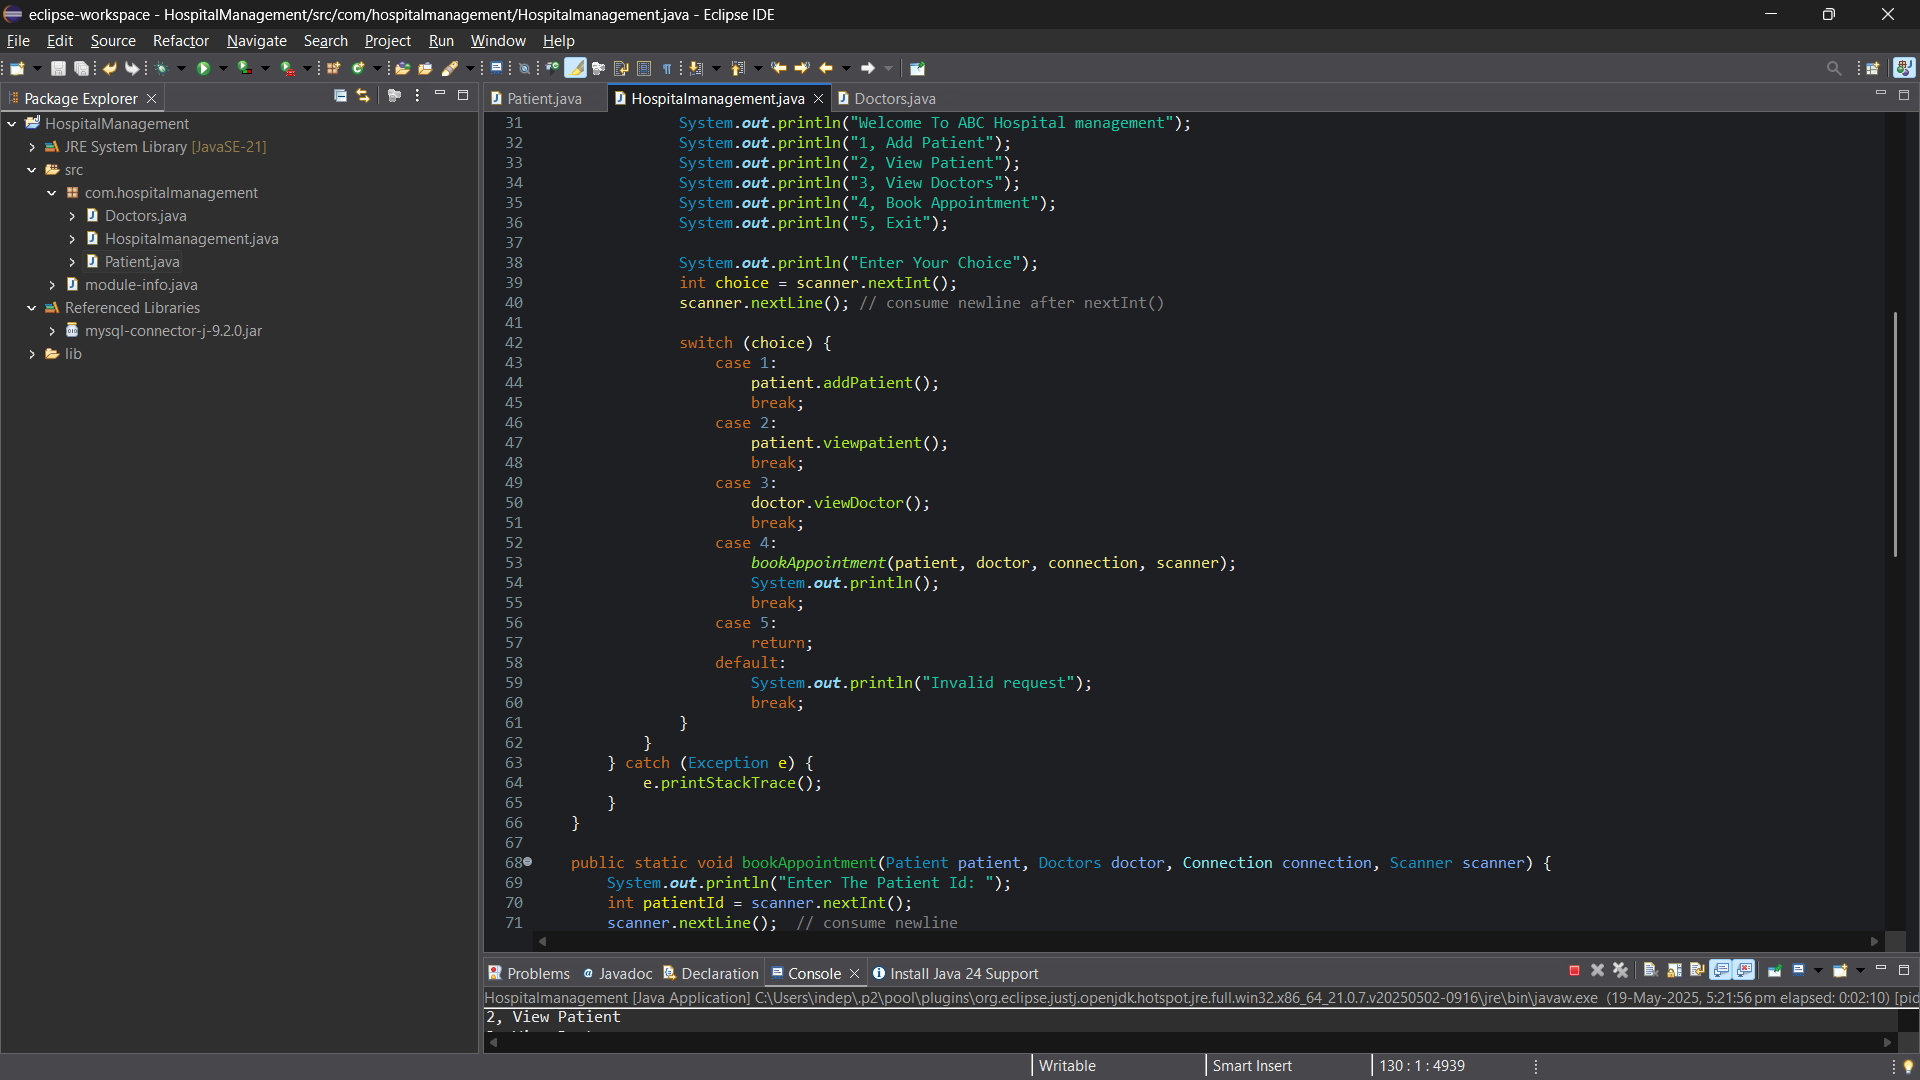 eclipse-workspace - HospitalManagement/src/com/hospitalmanagement/Hospitalmanagement.java - Eclipse IDE
File Edit Source Refactor Navigate Search Project Run Window Help
Package Explorer
HospitalManagement
JRE System Library [JavaSE-21]
src
com.hospitalmanagement
Doctors.java
Hospitalmanagement.java
Patient.java
module-info.java
Referenced Libraries
mysql-connector-j-9.2.0.jar
lib
Patient.java Hospitalmanagement.java Doctors.java
31 System.out.println("Welcome To ABC Hospital management");
32 System.out.println("1, Add Patient");
33 System.out.println("2, View Patient");
34 System.out.println("3, View Doctors");
35 System.out.println("4, Book Appointment");
36 System.out.println("5, Exit");
37
38 System.out.println("Enter Your Choice");
39 int choice = scanner.nextInt();
40 scanner.nextLine(); // consume newline after nextInt()
41
42 switch (choice) {
43 case 1:
44 patient.addPatient();
45 break;
46 case 2:
47 patient.viewpatient();
48 break;
49 case 3:
50 doctor.viewDoctor();
51 break;
52 case 4:
53 bookAppointment(patient, doctor, connection, scanner);
54 System.out.println();
55 break;
56 case 5:
57 return;
58 default:
59 System.out.println("Invalid request");
60 break;
61 }
62 }
63 } catch (Exception e) {
64 e.printStackTrace();
65 }
66 }
67
68 public static void bookAppointment(Patient patient, Doctors doctor, Connection connection, Scanner scanner) {
69 System.out.println("Enter The Patient Id: ");
70 int patientId = scanner.nextInt();
71 scanner.nextLine(); // consume newline
Problems Javadoc Declaration Console Install Java 24 Support
Hospitalmanagement [Java Application] C:\Users\indep\.p2\pool\plugins\org.eclipse.justj.openjdk.hotspot.jre.full.win32.x86_64_21.0.7.v20250502-0916\jre\bin\javaw.exe (19-May-2025, 5:21:56 pm elapsed: 0:02:10) [pid
2, View Patient
Writable Smart Insert 130 : 1 : 4939